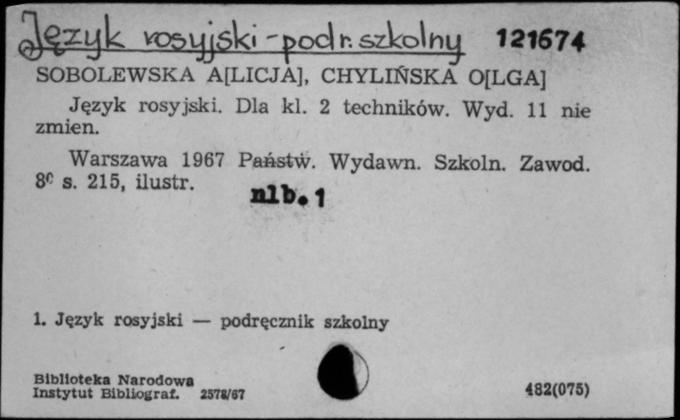 Język rosyjski - podr. szkolny 121674
SOBOLEWSKA A[LICJA], CHYLIŃSKA O[LGA]
Język rosyjski. Dla kl. 2 techników. Wyd. 11 nie
zmien.
Warszawa 1967 Państw. Wydawn. Szkoln. Zawod.
8⁰ s. 215, ilustr.
nlb. 1
1. Język rosyjski — podręcznik szkolny
Biblioteka Narodowa
Instytut Bibliograf. 2578/67
482(075)